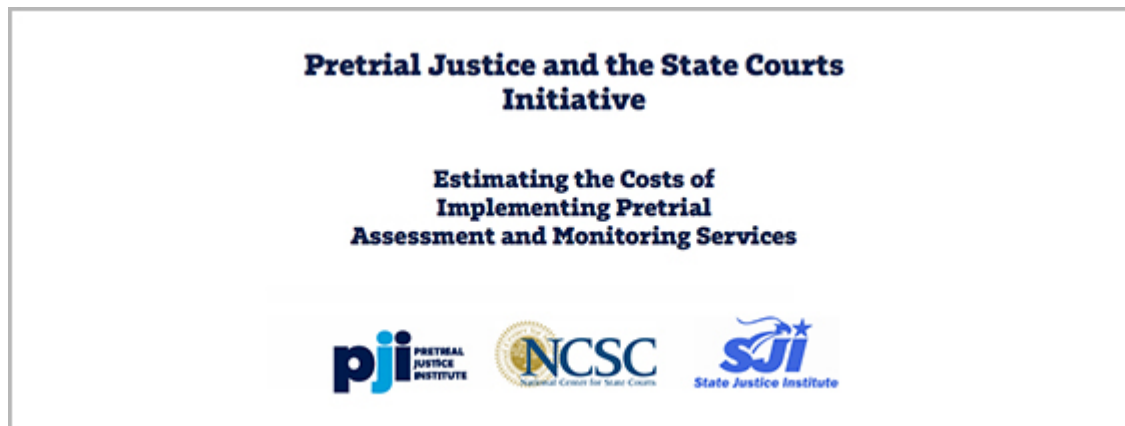 Pretrial Justice and the State Courts
Initiative
Estimating the Costs of
Implementing Pretrial
Assessment and Monitoring Services
pji PRETRIAL
JUSTICE
INSTITUTE
NCSC
National Center for State Courts
SJI
State Justice Institute